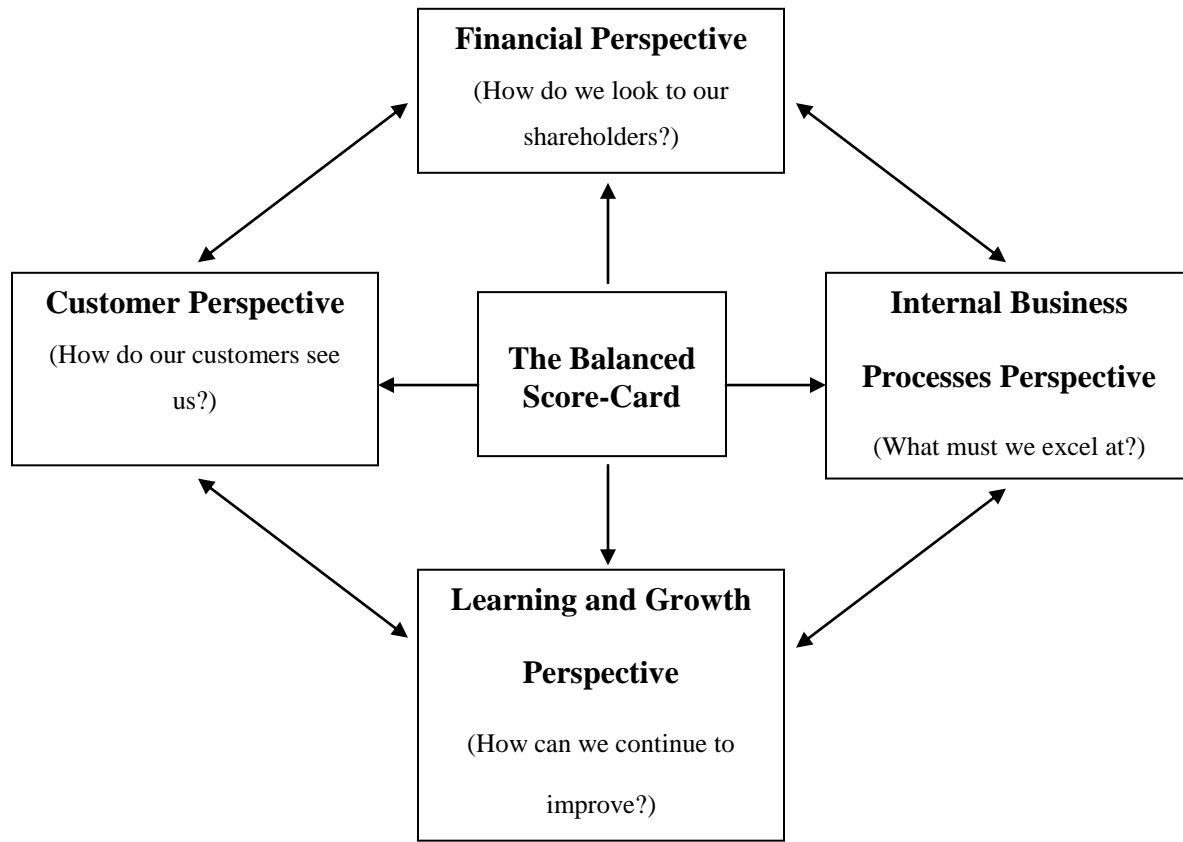 Financial Perspective
(How do we look to our
shareholders?)
Customer Perspective
(How do our customers see
us?)
The Balanced
Score-Card
Internal Business
Processes Perspective
(What must we excel at?)
Learning and Growth
Perspective
(How can we continue to
improve?)